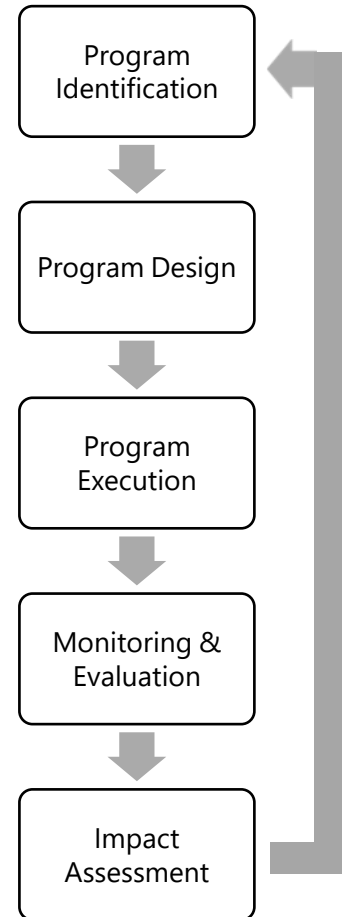 Program
Identification
Program Design
Program
Execution
Monitoring &
Evaluation
Impact
Assessment